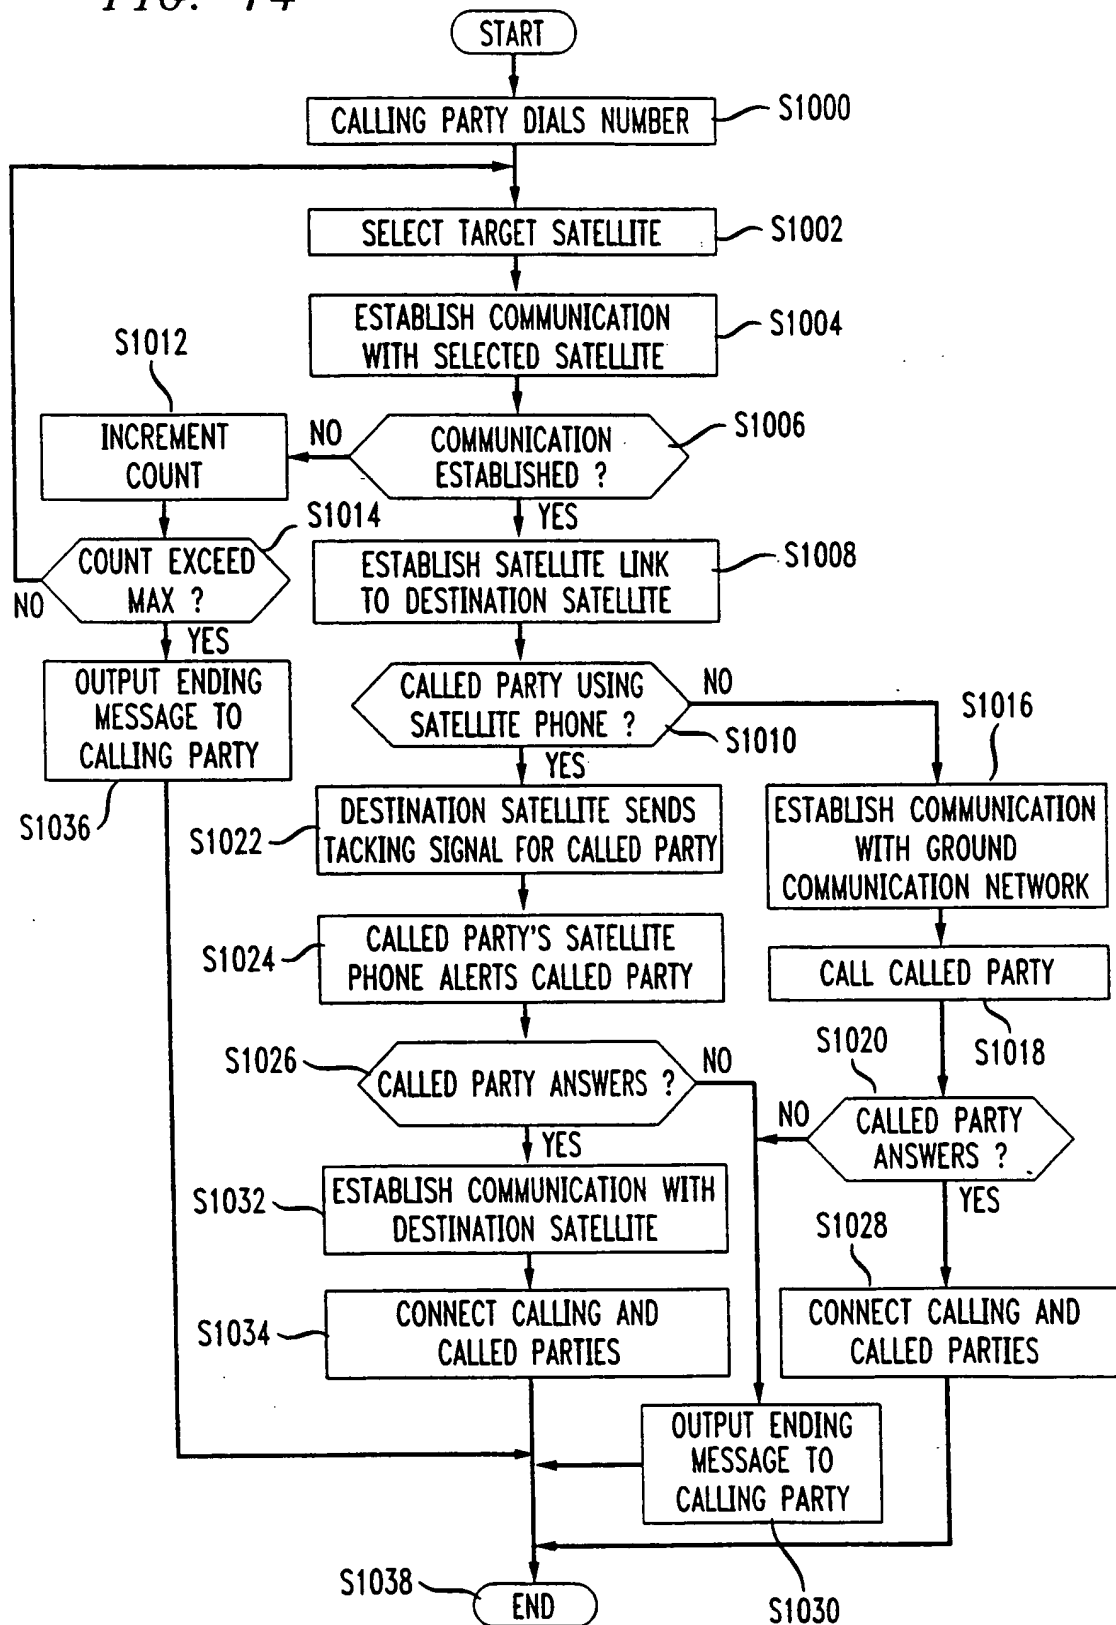 FIG. 14
START
CALLING PARTY DIALS NUMBER
S1000
SELECT TARGET SATELLITE
S1002
ESTABLISH COMMUNICATION
WITH SELECTED SATELLITE
S1004
S1012
INCREMENT
COUNT
NO
COMMUNICATION
ESTABLISHED ?
S1006
YES
S1014
COUNT EXCEED
MAX ?
NO
YES
ESTABLISH SATELLITE LINK
TO DESTINATION SATELLITE
S1008
OUTPUT ENDING
MESSAGE TO
CALLING PARTY
S1036
CALLED PARTY USING
SATELLITE PHONE ?
NO
S1010
YES
S1016
ESTABLISH COMMUNICATION
WITH GROUND
COMMUNICATION NETWORK
S1022
DESTINATION SATELLITE SENDS
TACKING SIGNAL FOR CALLED PARTY
S1024
CALLED PARTY'S SATELLITE
PHONE ALERTS CALLED PARTY
CALL CALLED PARTY
S1018
S1020
S1026
CALLED PARTY ANSWERS ?
NO
YES
NO
CALLED PARTY
ANSWERS ?
YES
S1032
ESTABLISH COMMUNICATION WITH
DESTINATION SATELLITE
S1028
S1034
CONNECT CALLING AND
CALLED PARTIES
CONNECT CALLING AND
CALLED PARTIES
OUTPUT ENDING
MESSAGE TO
CALLING PARTY
S1030
S1038
END